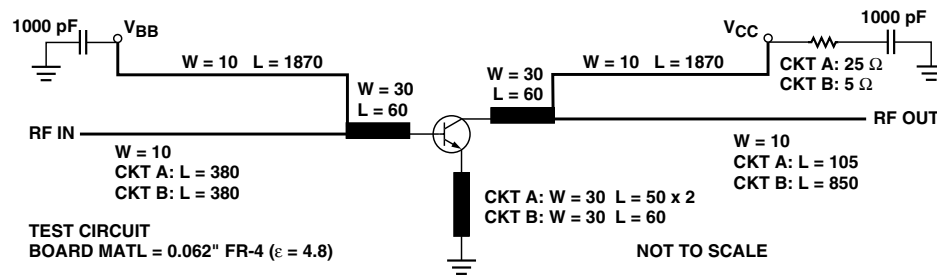 1000 pF
VBB
W = 10 L = 1870
W = 30
L = 60
RF IN
W = 10
CKT A: L = 380
CKT B: L = 380
TEST CIRCUIT
BOARD MATL = 0.062" FR-4 (ε = 4.8)
W = 30
L = 60
W = 10 L = 1870
VCC
1000 pF
CKT A: 25 Ω
CKT B: 5 Ω
RF OUT
W = 10
CKT A: L = 105
CKT B: L = 850
CKT A: W = 30 L = 50 x 2
CKT B: W = 30 L = 60
NOT TO SCALE